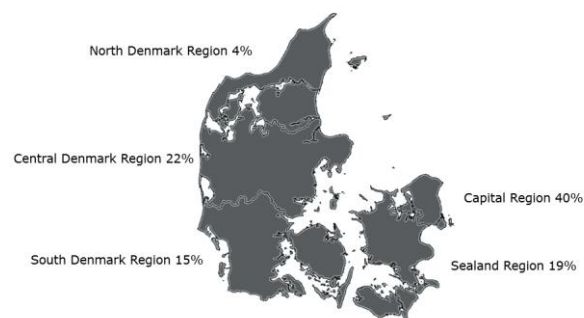 North Denmark Region 4%
Central Denmark Region 22%
Capital Region 40%
South Denmark Region 15%
Sealand Region 19%